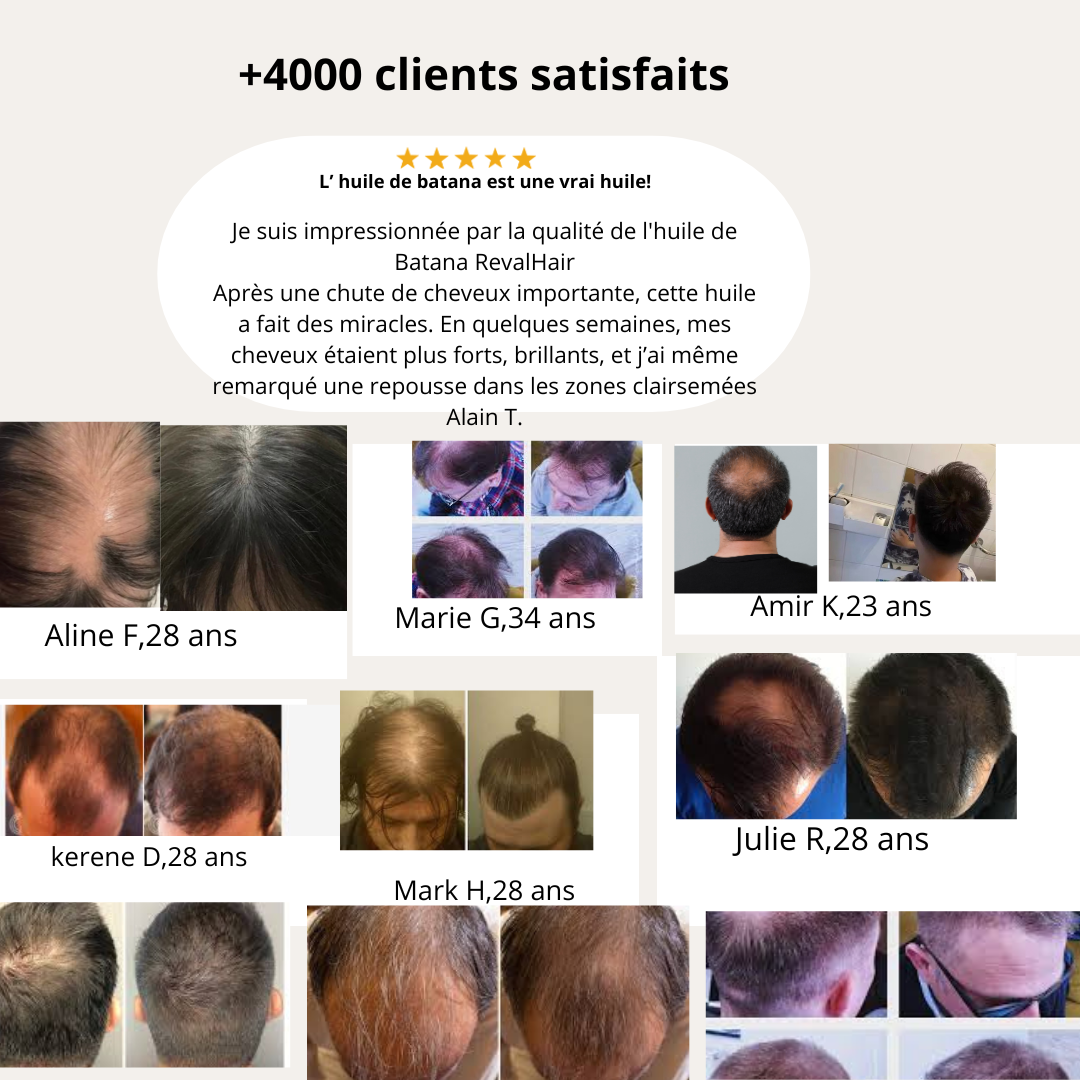 +4000 clients satisfaits
L’ huile de batana est une vrai huile!
Je suis impressionnée par la qualité de l'huile de
Batana RevalHair
Après une chute de cheveux importante, cette huile
a fait des miracles. En quelques semaines, mes
cheveux étaient plus forts, brillants, et j’ai même
remarqué une repousse dans les zones clairsemées
Alain T.
Aline F,28 ans
Marie G,34 ans
Amir K,23 ans
kerene D,28 ans
Mark H,28 ans
Julie R,28 ans